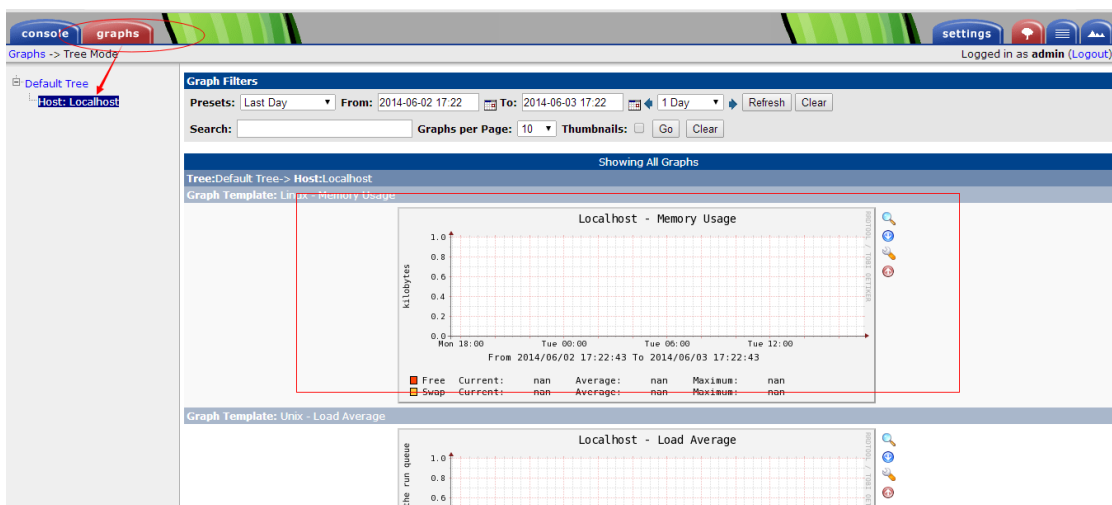 console graphs settings
Graphs -> Tree Mode Logged in as admin (Logout)
Default Tree
Host: Localhost
Graph Filters
Presets: Last Day From: 2014-06-02 17:22 To: 2014-06-03 17:22 1 Day Refresh Clear
Search: Graphs per Page: 10 Thumbnails: Go Clear
Showing All Graphs
Tree:Default Tree-> Host:Localhost
Graph Template: Linux - Memory Usage
Localhost - Memory Usage
RRDTOOL / TOBI OETIKER
kilobytes
1.0
0.8
0.6
0.4
0.2
0.0
Mon 18:00 Tue 00:00 Tue 06:00 Tue 12:00
From 2014/06/02 17:22:43 To 2014/06/03 17:22:43
Free Current: nan Average: nan Maximum: nan
Swap Current: nan Average: nan Maximum: nan
Graph Template: Unix - Load Average
Localhost - Load Average
RRDTOOL / TOBI
the run queue
1.0
0.8
0.6